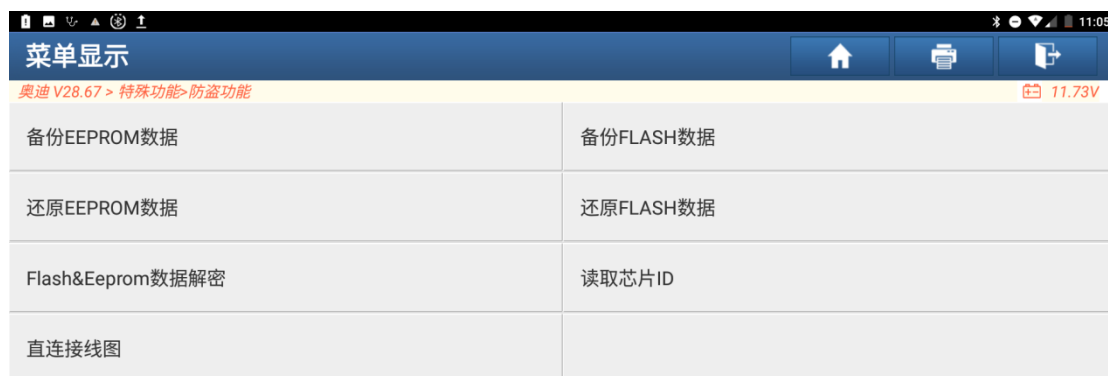 11:05
菜单显示
奥迪 V28.67 > 特殊功能>防盗功能 11.73V
备份EEPROM数据 备份FLASH数据
还原EEPROM数据 还原FLASH数据
Flash&Eeprom数据解密 读取芯片ID
直连接线图